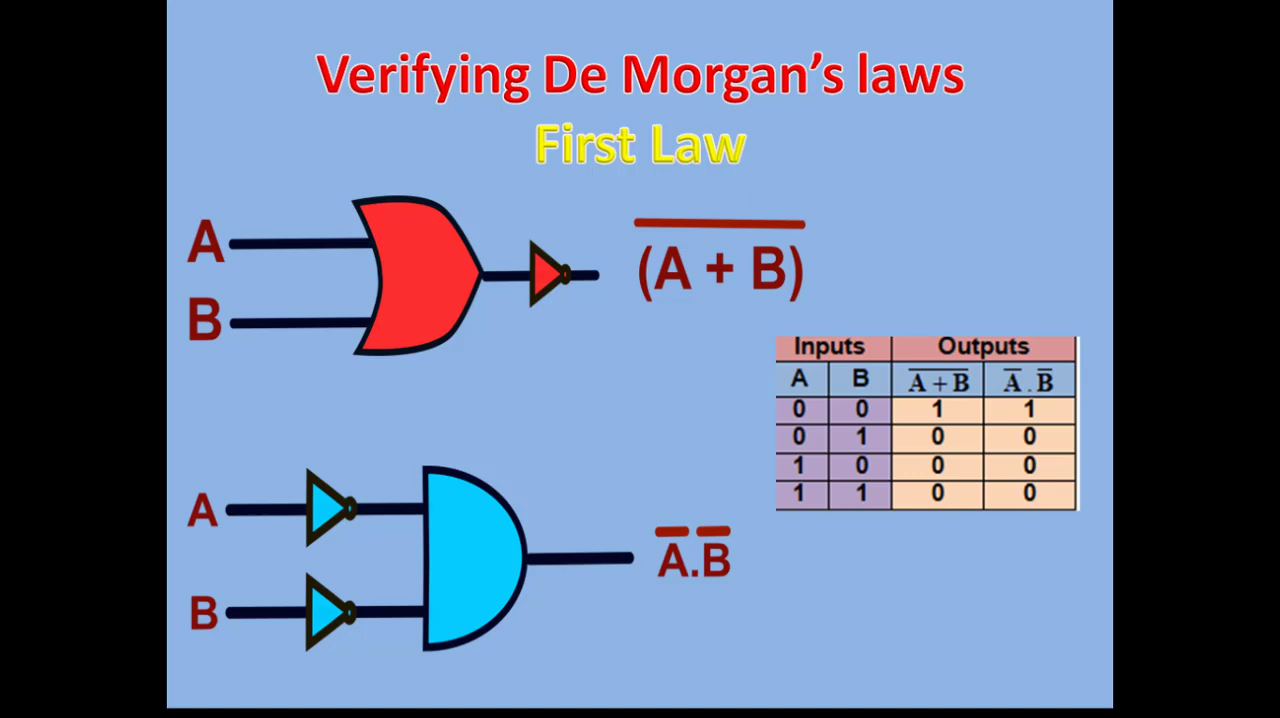 Verifying De Morgan's laws
First Law
A
B
(A̅ ̅+̅ ̅B̅)
Inputs Outputs
A B A̅ ̅+̅ ̅B̅ A̅ . B̅
0 0 1 1
0 1 0 0
1 0 0 0
1 1 0 0
A
B
A̅.B̅